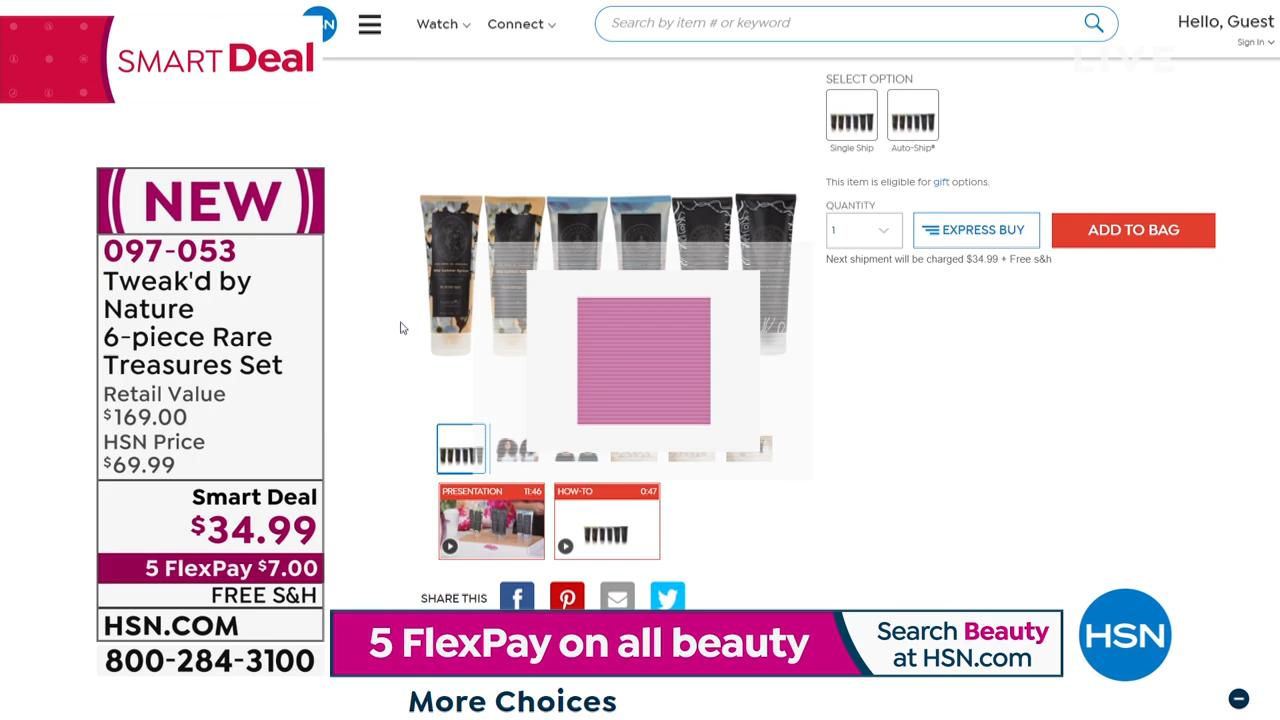 SMART Deal
Watch
Connect
Search by item # or keyword
Hello, Guest
Sign In
LIVE
SELECT OPTION
Single Ship
Auto-Ship®
This item is eligible for gift options.
QUANTITY
1
EXPRESS BUY
ADD TO BAG
Next shipment will be charged $34.99 + Free s&h
NEW
097-053
Tweak'd by
Nature
6-piece Rare
Treasures Set
Retail Value
$169.00
HSN Price
$69.99
Smart Deal
$34.99
5 FlexPay $7.00
FREE S&H
HSN.COM
800-284-3100
PRESENTATION 11:46
HOW-TO 0:47
SHARE THIS
5 FlexPay on all beauty
Search Beauty
at HSN.com
HSN
More Choices